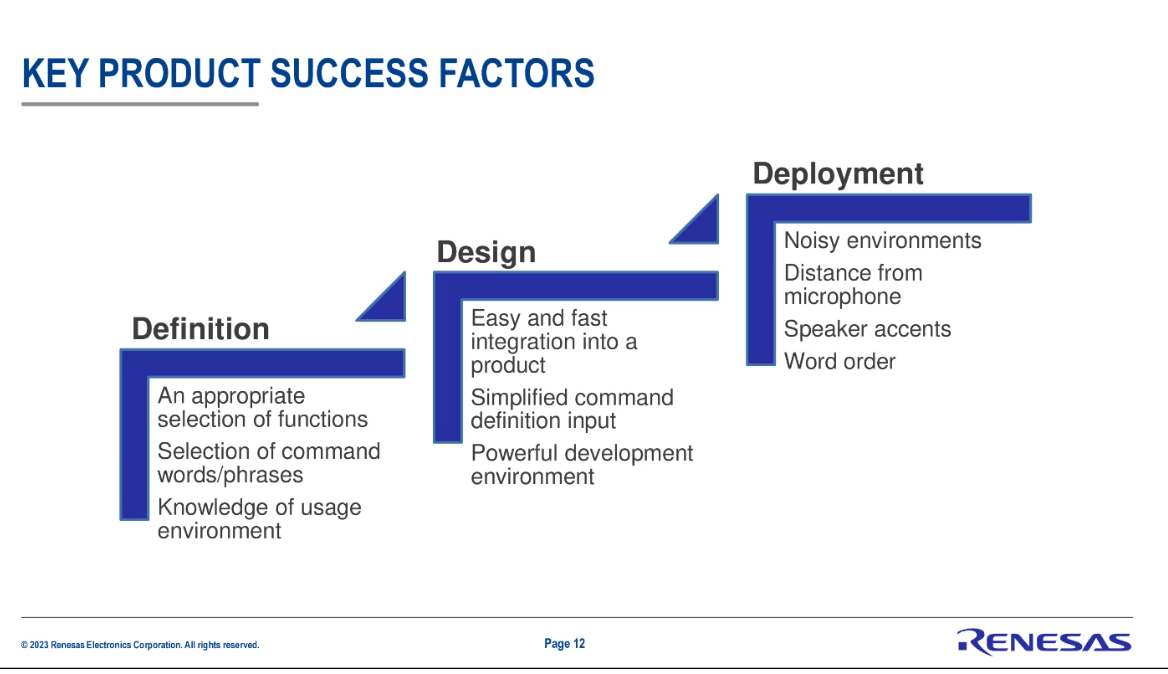 KEY PRODUCT SUCCESS FACTORS
Definition
An appropriate
selection of functions
Selection of command
words/phrases
Knowledge of usage
environment
Design
Easy and fast
integration into a
product
Simplified command
definition input
Powerful development
environment
Deployment
Noisy environments
Distance from
microphone
Speaker accents
Word order
© 2023 Renesas Electronics Corporation. All rights reserved.
Page 12
RENESAS